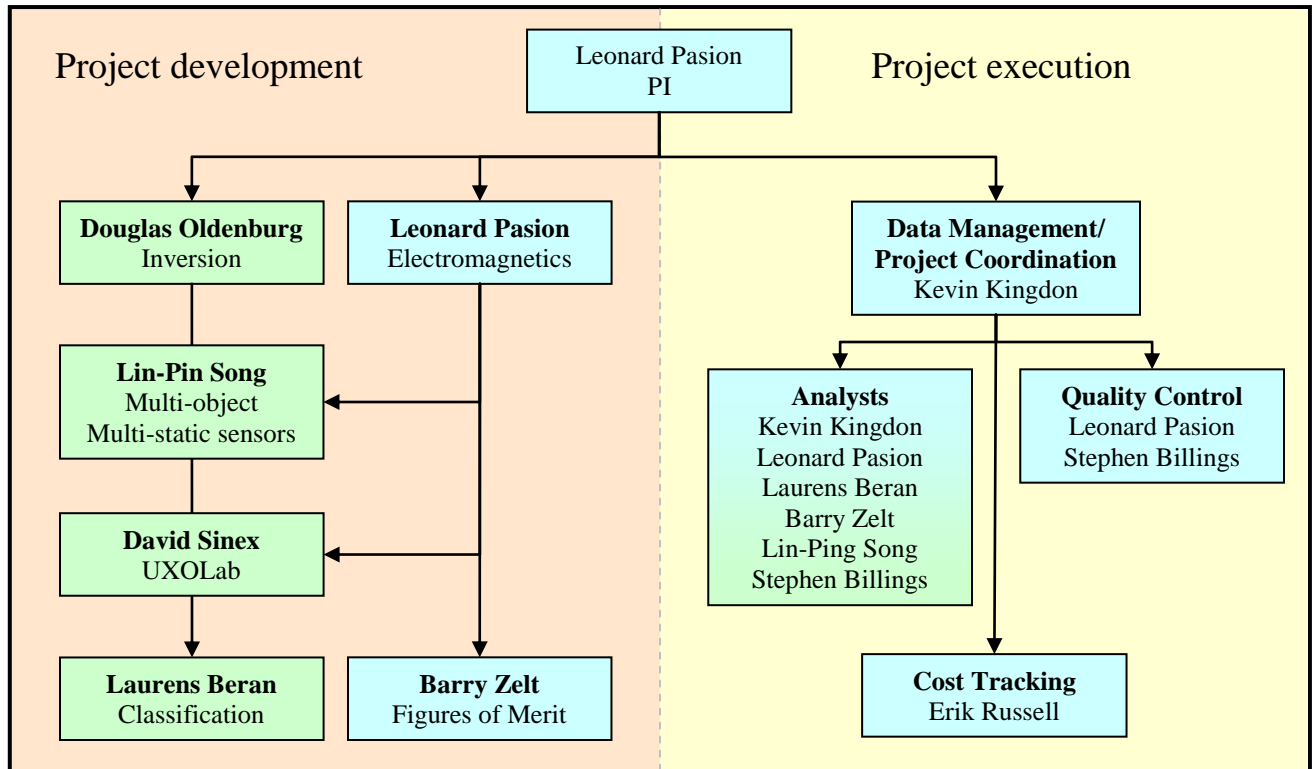 Project development
Leonard Pasion
PI
Project execution
Douglas Oldenburg
Inversion
Leonard Pasion
Electromagnetics
Data Management/
Project Coordination
Kevin Kingdon
Lin-Pin Song
Multi-object
Multi-static sensors
Analysts
Kevin Kingdon
Leonard Pasion
Laurens Beran
Barry Zelt
Lin-Ping Song
Stephen Billings
Quality Control
Leonard Pasion
Stephen Billings
David Sinex
UXOLab
Laurens Beran
Classification
Barry Zelt
Figures of Merit
Cost Tracking
Erik Russell